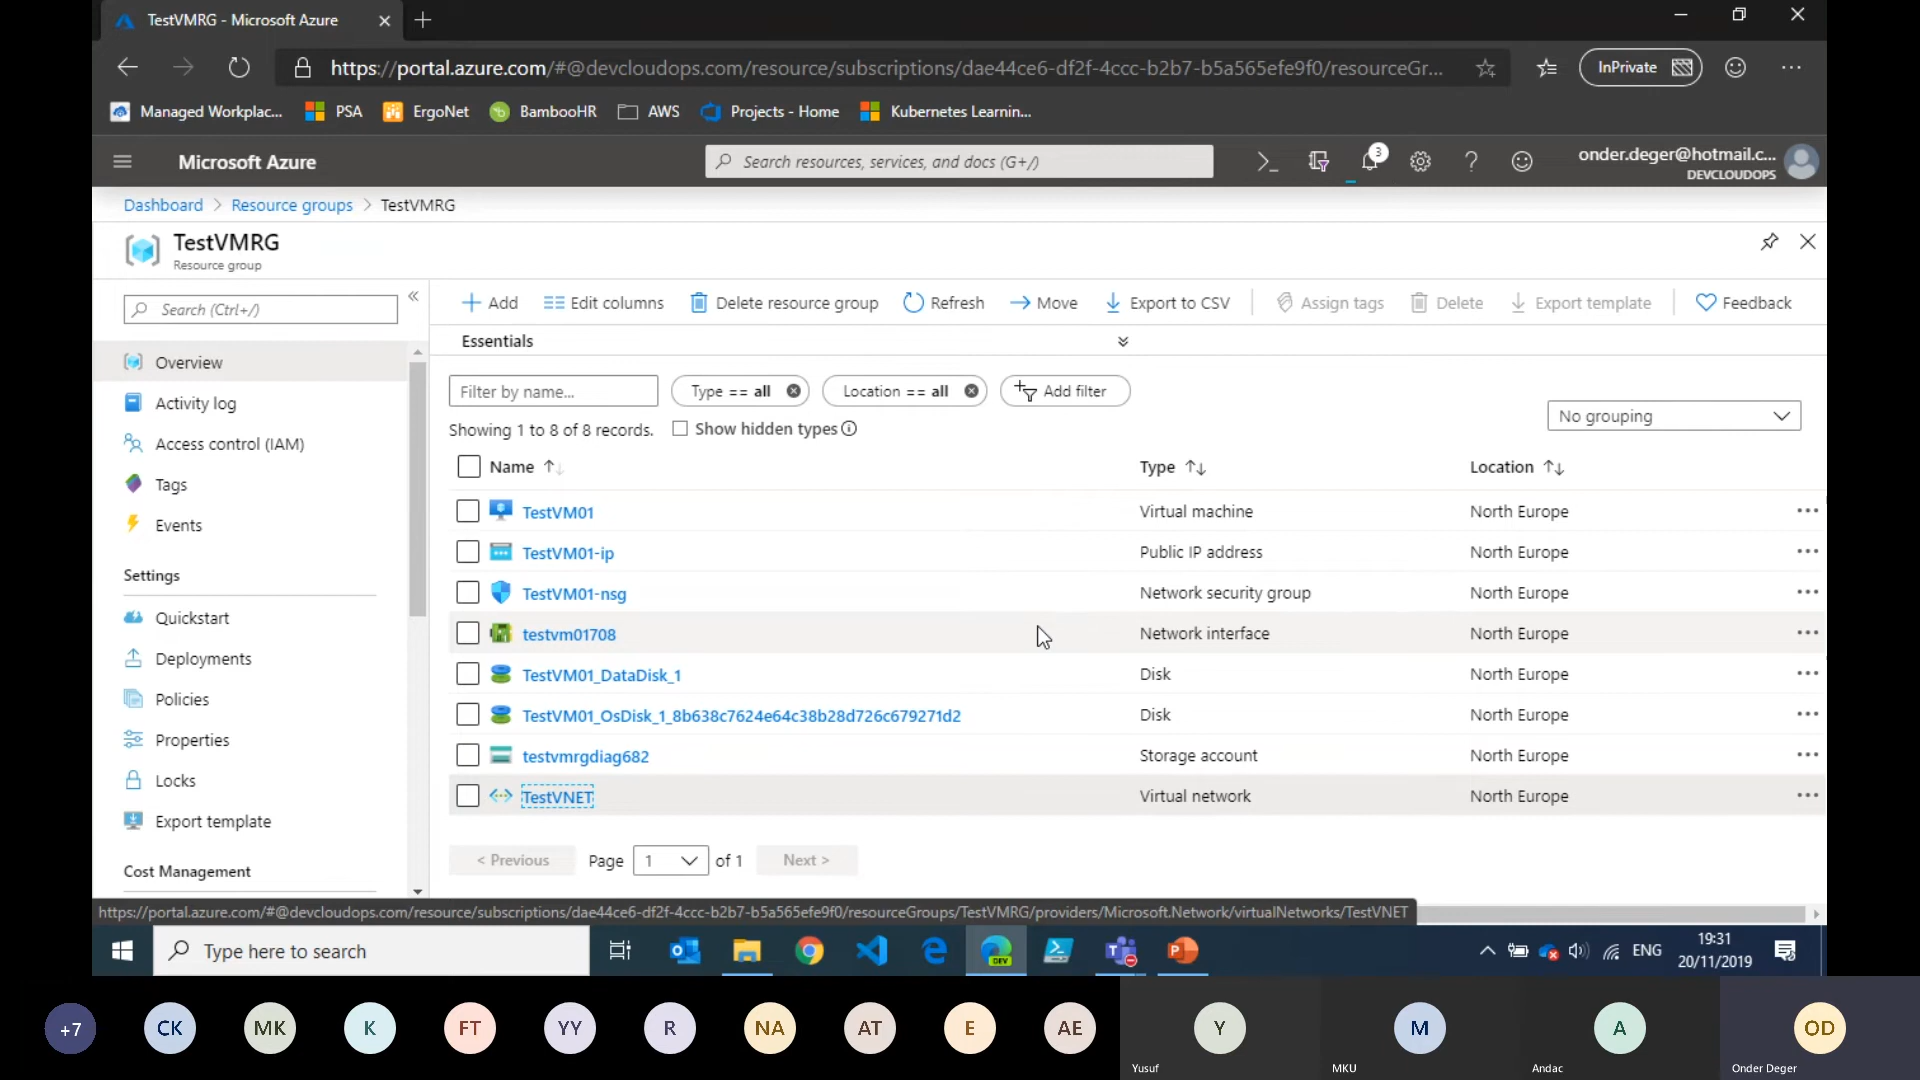 TestVMRG - Microsoft Azure
https://portal.azure.com/#@devcloudops.com/resource/subscriptions/dae44ce6-df2f-4ccc-b2b7-b5a565efe9f0/resourceGr...
InPrivate
Managed Workplac... PSA ErgoNet BambooHR AWS Projects - Home Kubernetes Learnin...
Microsoft Azure
Search resources, services, and docs (G+/)
3
onder.deger@hotmail.c...
DEVCLOUDOPS
Dashboard > Resource groups > TestVMRG
TestVMRG
Resource group
Search (Ctrl+/)
Overview
Activity log
Access control (IAM)
Tags
Events
Settings
Quickstart
Deployments
Policies
Properties
Locks
Export template
Cost Management
Add Edit columns Delete resource group Refresh Move Export to CSV Assign tags Delete Export template Feedback
Essentials
Filter by name... Type == all Location == all Add filter
Showing 1 to 8 of 8 records. Show hidden types
No grouping
Name Type Location
TestVM01 Virtual machine North Europe
TestVM01-ip Public IP address North Europe
TestVM01-nsg Network security group North Europe
testvm01708 Network interface North Europe
TestVM01_DataDisk_1 Disk North Europe
TestVM01_OsDisk_1_8b638c7624e64c38b28d726c679271d2 Disk North Europe
testvmrgdiag682 Storage account North Europe
TestVNET Virtual network North Europe
< Previous Page 1 of 1 Next >
https://portal.azure.com/#@devcloudops.com/resource/subscriptions/dae44ce6-df2f-4ccc-b2b7-b5a565efe9f0/resourceGroups/TestVMRG/providers/Microsoft.Network/virtualNetworks/TestVNET
Type here to search
DEV
ENG
19:31
20/11/2019
+7 CK MK K FT YY R NA AT E AE Y M A OD
Yusuf MKU Andac Onder Deger